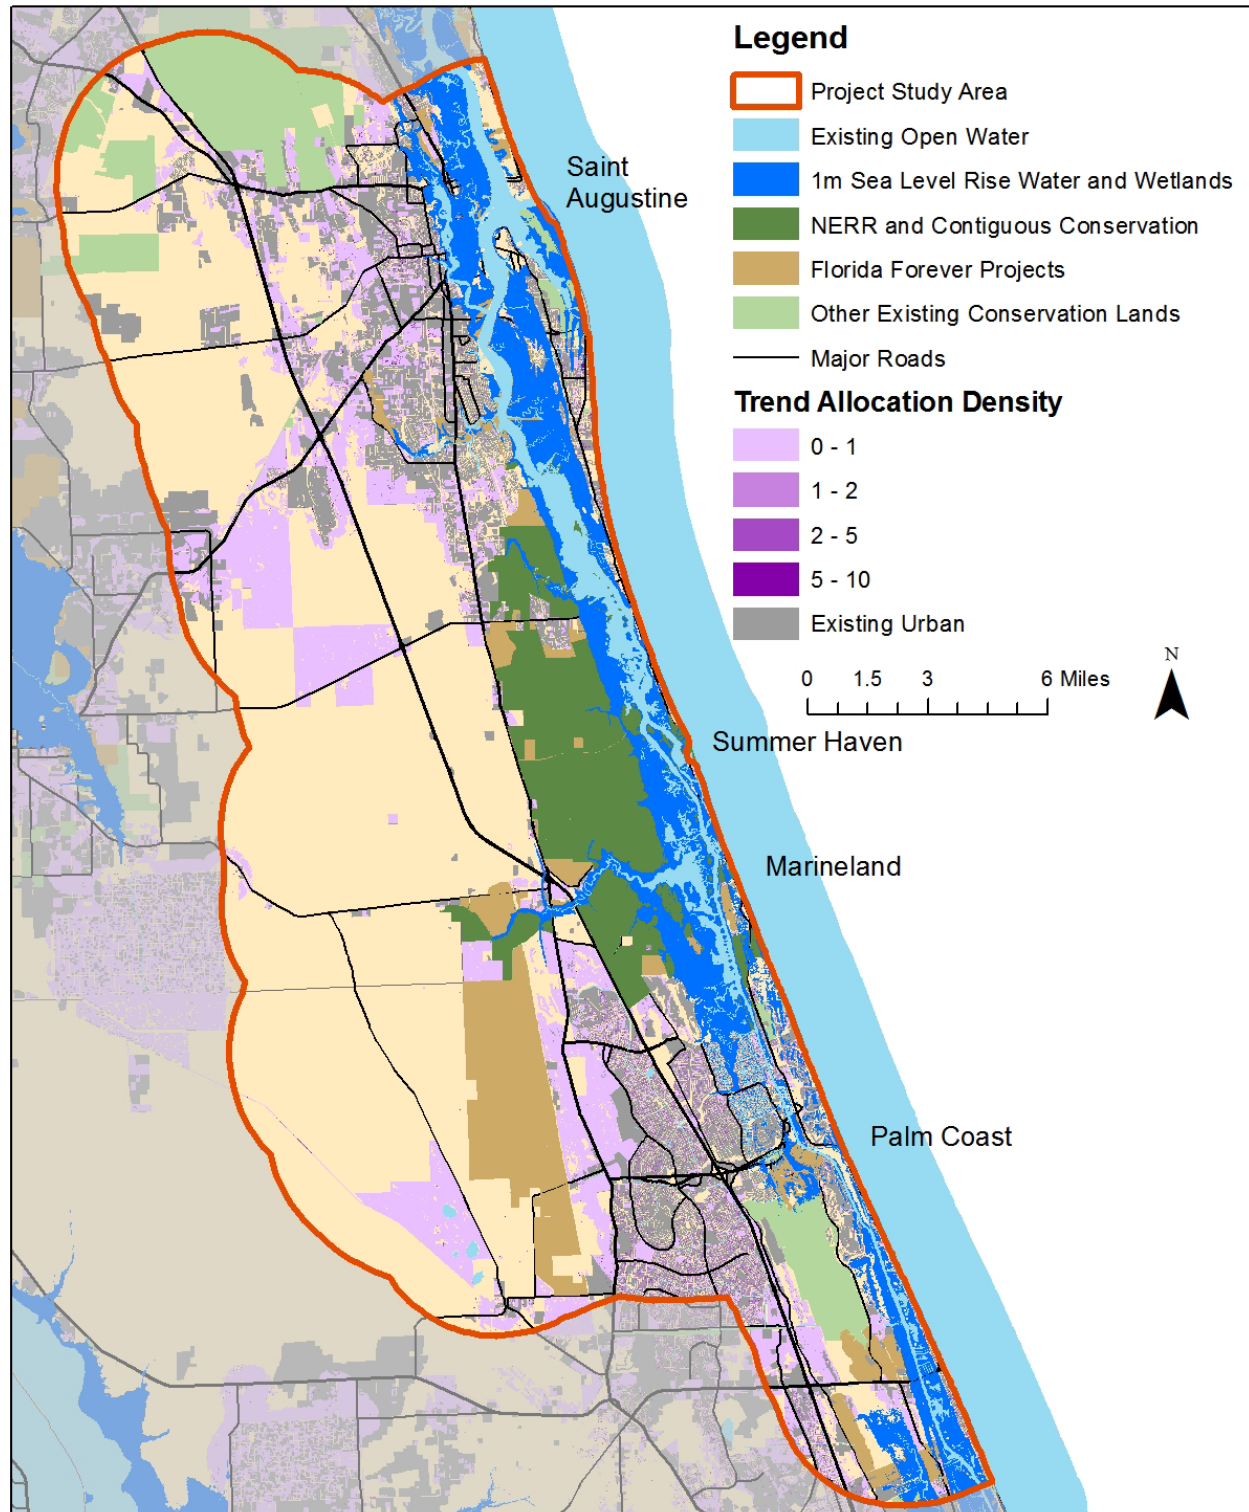 Legend
Project Study Area
Existing Open Water
1m Sea Level Rise Water and Wetlands
NERR and Contiguous Conservation
Florida Forever Projects
Other Existing Conservation Lands
Major Roads
Trend Allocation Density
0 - 1
1 - 2
2 - 5
5 - 10
Existing Urban
N
0 1.5 3 6 Miles
Saint
Augustine
Summer Haven
Marineland
Palm Coast